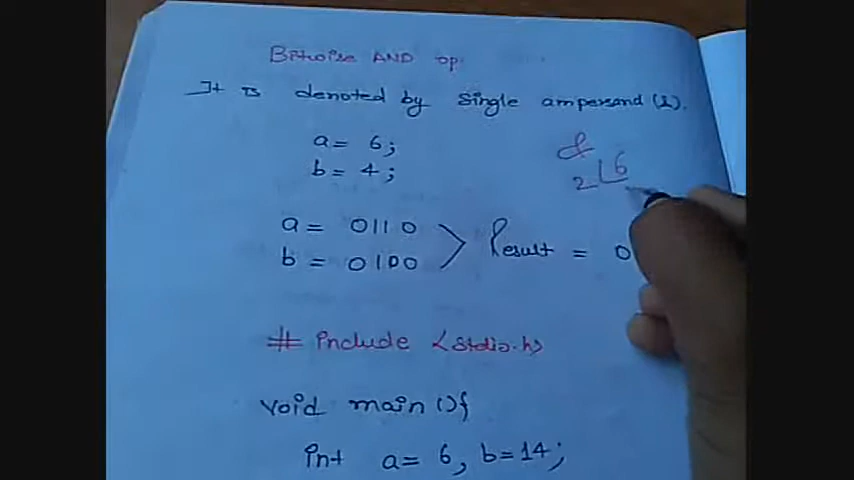 Bitwise AND op
It is denoted by single ampersand (&).
a = 6;
b = 4;
&
2 6
a = 0110
b = 0100
Result = 0
# include <stdio.h>
void main (){
int a = 6, b = 14;